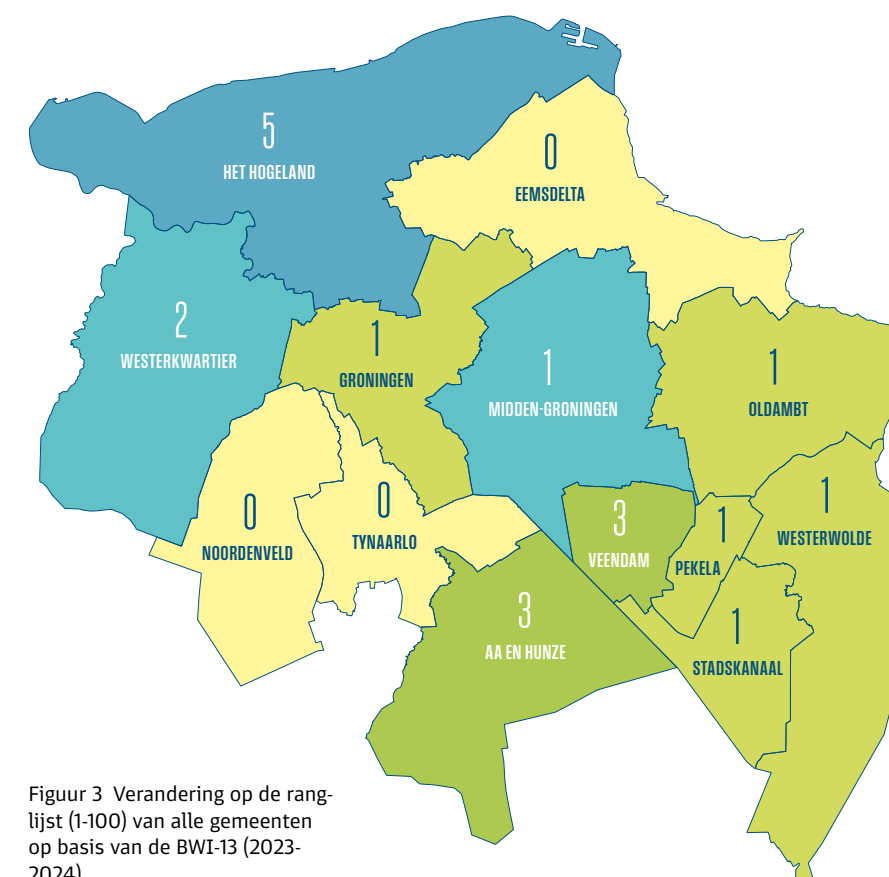 5
HET HOGELAND
0
EEMSDELTA
2
WESTERKWARTIER
1
GRONINGEN
1
MIDDEN-GRONINGEN
1
OLDAMBT
0
NOORDENVELD
0
TYNAARLO
3
VEENDAM
1
PEKELA
1
WESTERWOLDE
3
AA EN HUNZE
1
STADSKANAAL
Figuur 3 Verandering op de rang-
lijst (1-100) van alle gemeenten
op basis van de BWI-13 (2023-
2024)